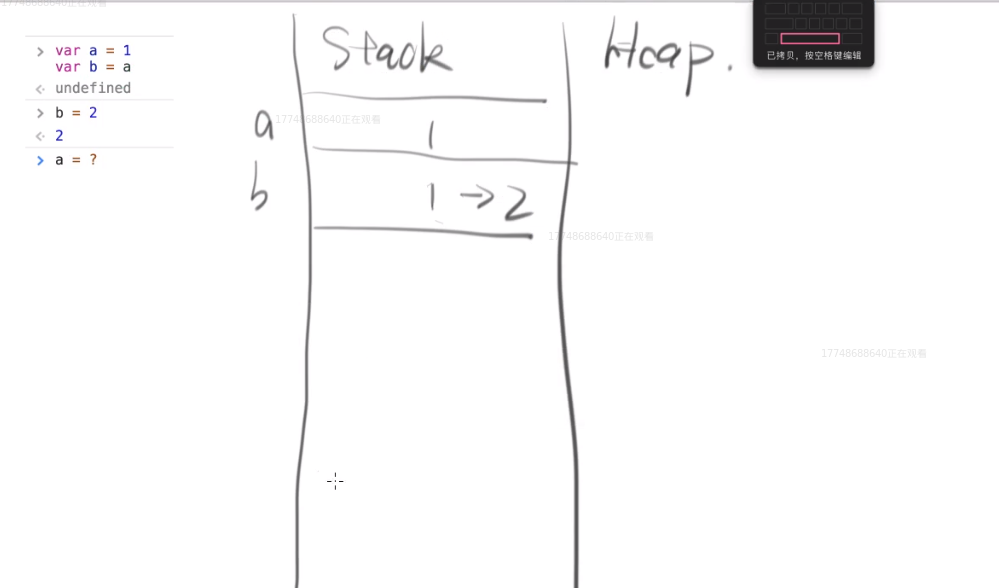 17748688640正在观看
> var a = 1
var b = a
<· undefined
> b = 2
<· 2
> a = ?
Stack
Heap.
已拷贝，按空格键编辑
a 1
17748688640正在观看
b 1 → 2
17748688640正在观看
17748688640正在观看